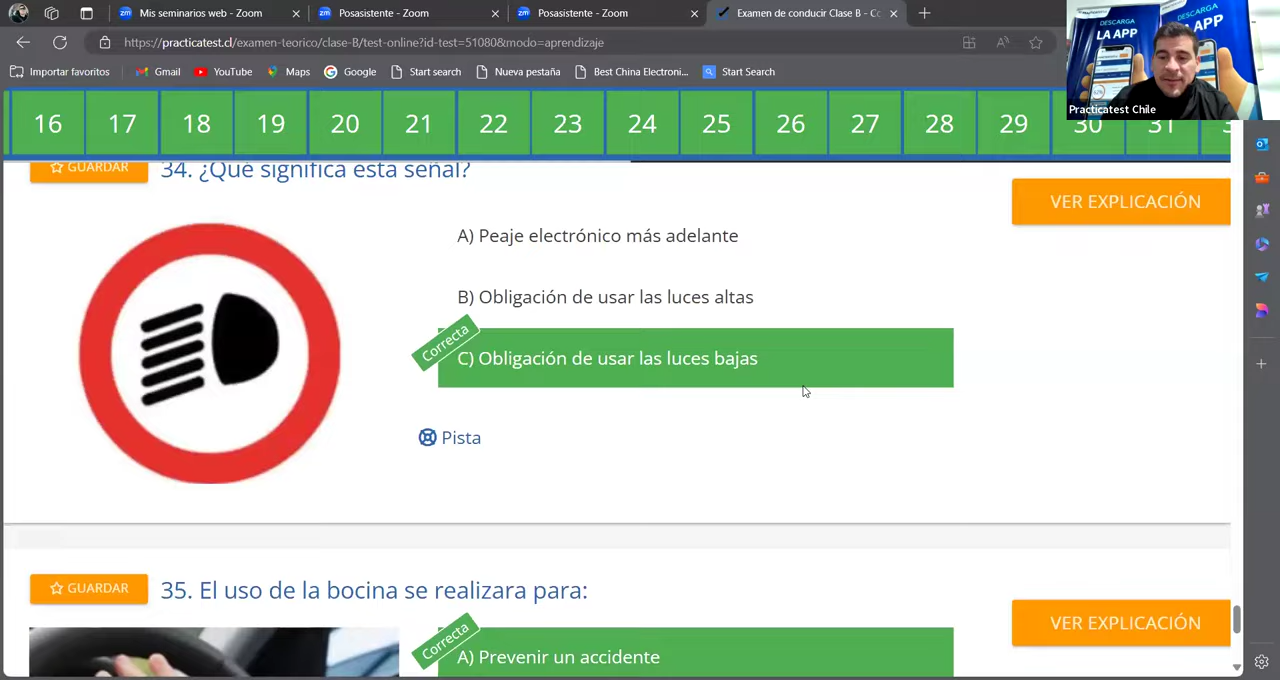 Mis seminarios web - Zoom
Posasistente - Zoom
Posasistente - Zoom
Examen de conducir Clase B - Co
https://practicatest.cl/examen-teorico/clase-B/test-online?id-test=51080&modo=aprendizaje
Importar favoritos
Gmail
YouTube
Maps
Google
Start search
Nueva pestaña
Best China Electroni...
Start Search
DESCARGA
LA APP
DESCARGA
LA APP
Practicatest Chile
16 17 18 19 20 21 22 23 24 25 26 27 28 29 30 31
GUARDAR
34. ¿Qué significa esta señal?
VER EXPLICACIÓN
A) Peaje electrónico más adelante
B) Obligación de usar las luces altas
Correcta
C) Obligación de usar las luces bajas
Pista
GUARDAR
35. El uso de la bocina se realizara para:
VER EXPLICACIÓN
Correcta
A) Prevenir un accidente